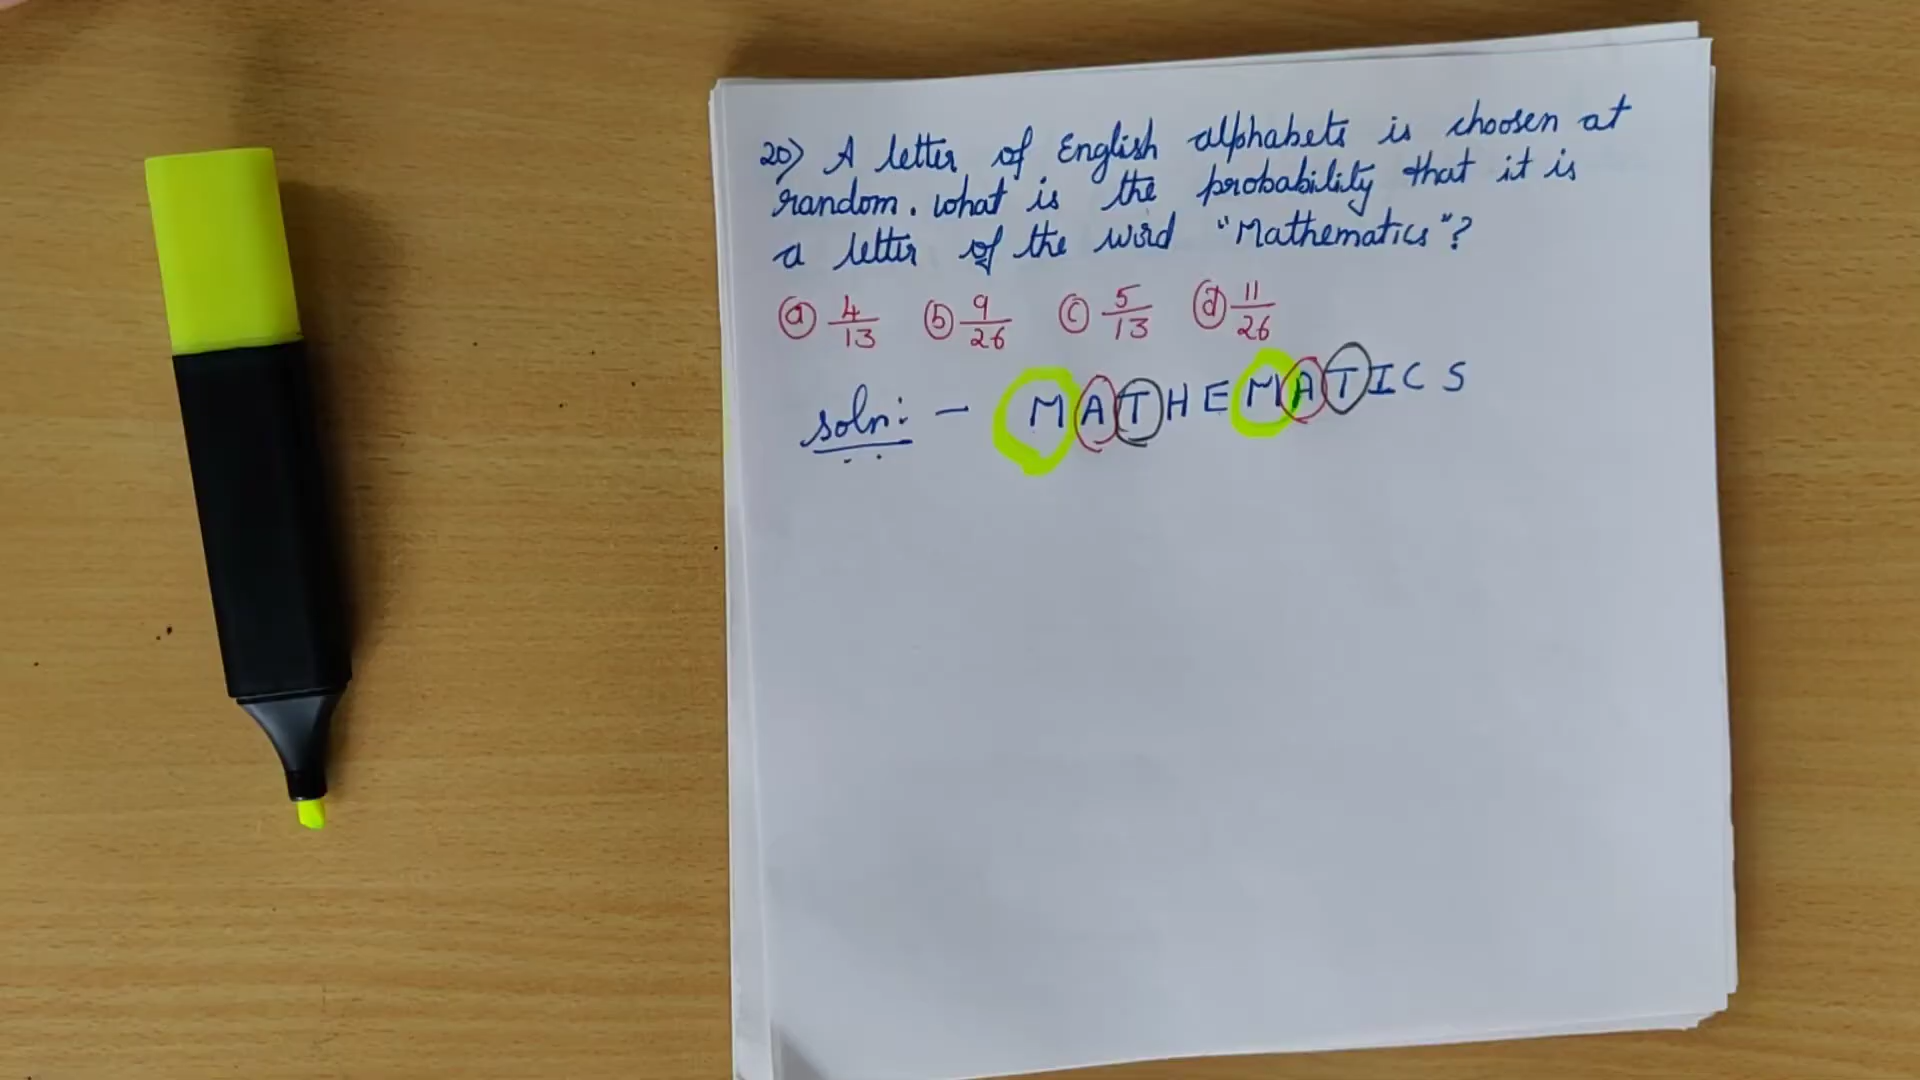 20) A letter of English alphabets is choosen at
random. What is the probability that it is
a letter of the word "Mathematics"?
(a) 4/13 (b) 9/26 (c) 5/13 (d) 11/26
soln: - MATHEMATICS